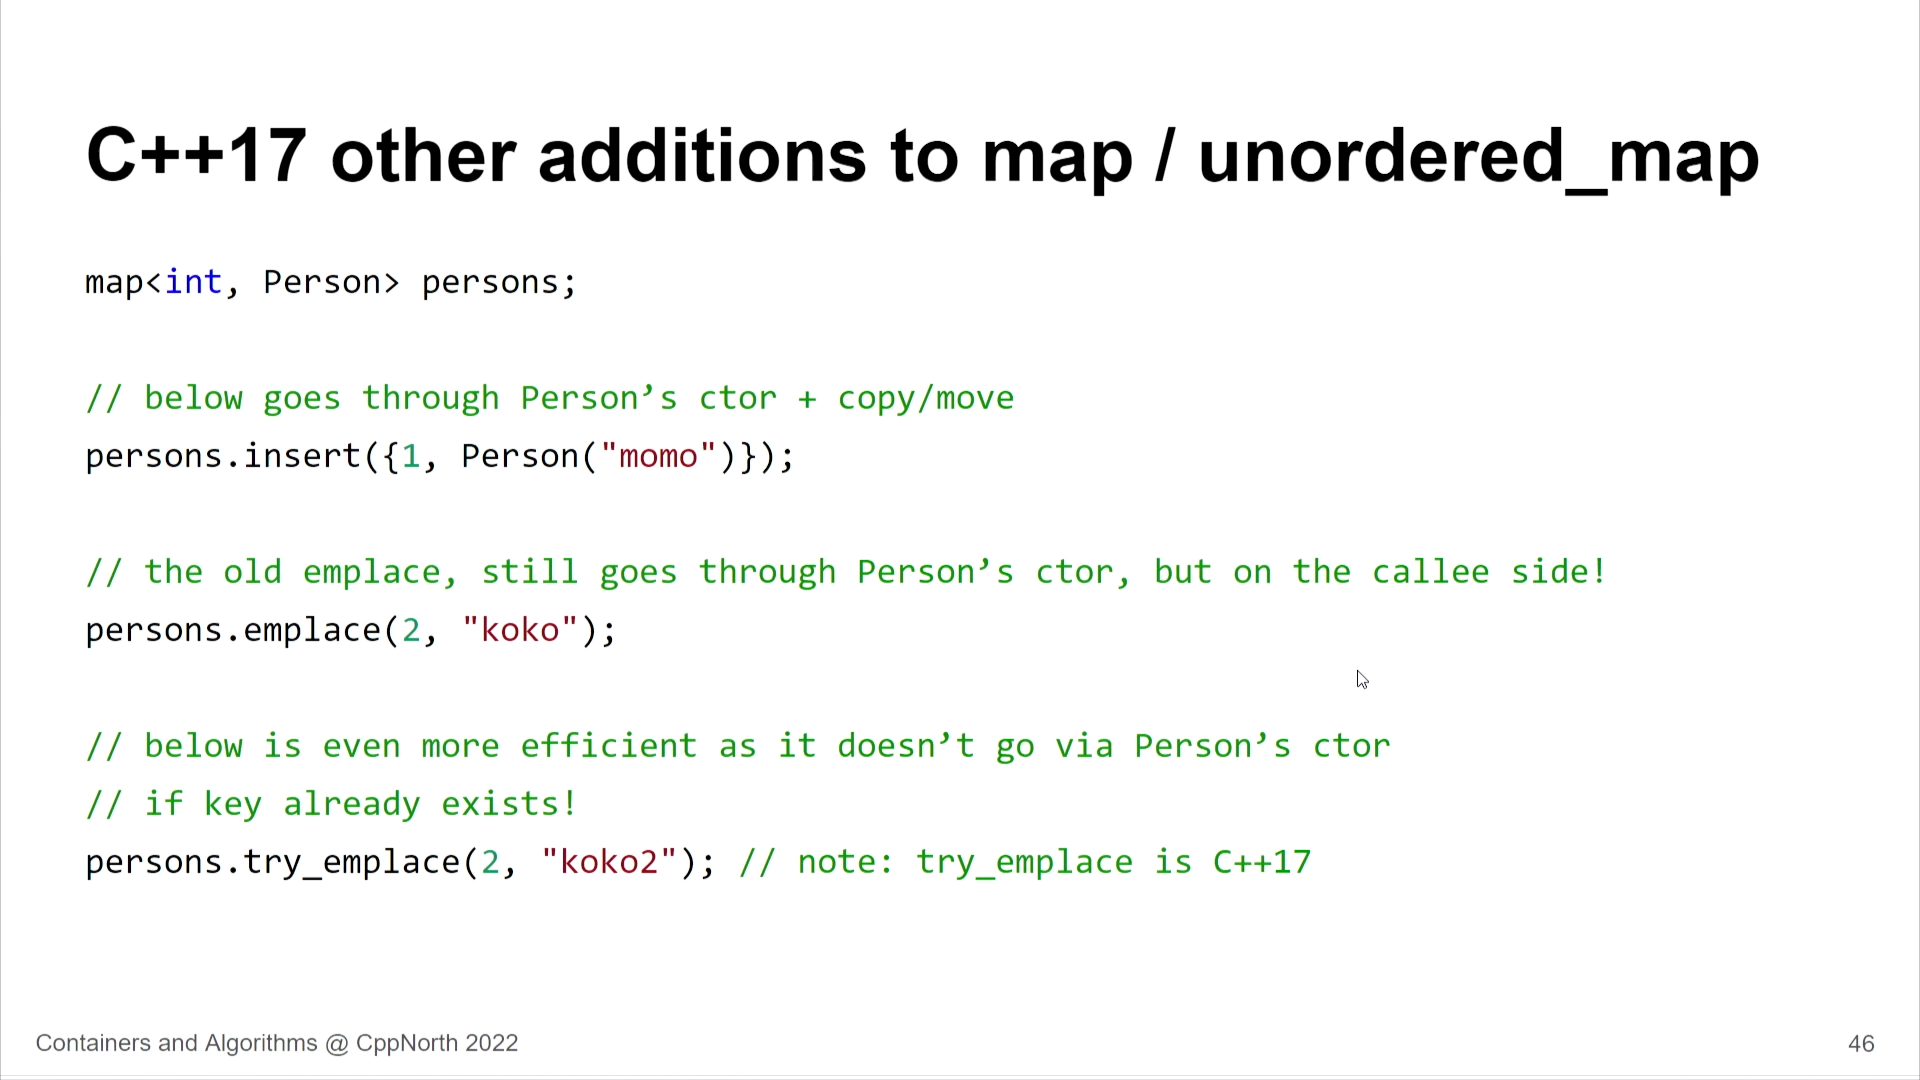 C++17 other additions to map / unordered_map
map<int, Person> persons;
// below goes through Person’s ctor + copy/move
persons.insert({1, Person("momo")});
// the old emplace, still goes through Person’s ctor, but on the callee side!
persons.emplace(2, "koko");
// below is even more efficient as it doesn’t go via Person’s ctor
// if key already exists!
persons.try_emplace(2, "koko2"); // note: try_emplace is C++17
Containers and Algorithms @ CppNorth 2022
46